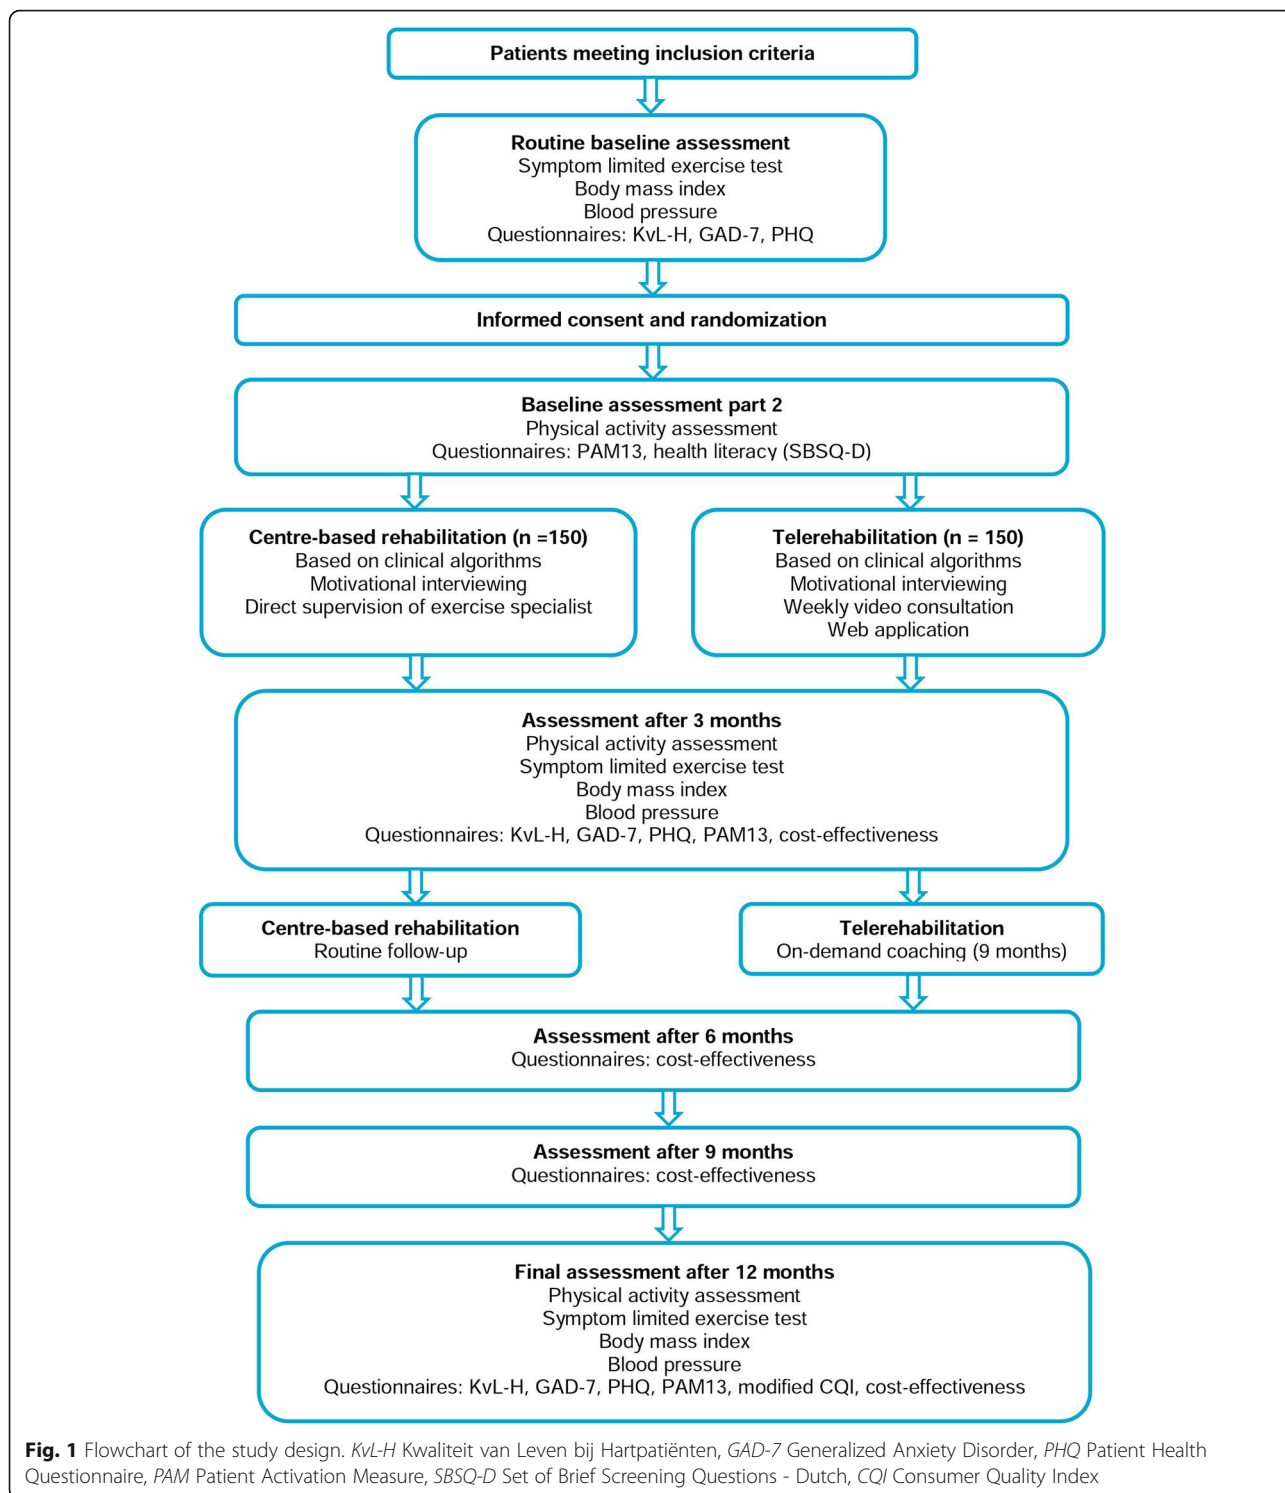 Patients meeting inclusion criteria
Routine baseline assessment
Symptom limited exercise test
Body mass index
Blood pressure
Questionnaires: KvL-H, GAD-7, PHQ
Informed consent and randomization
Baseline assessment part 2
Physical activity assessment
Questionnaires: PAM13, health literacy (SBSQ-D)
Centre-based rehabilitation (n =150)
Based on clinical algorithms
Motivational interviewing
Direct supervision of exercise specialist
Telerehabilitation (n = 150)
Based on clinical algorithms
Motivational interviewing
Weekly video consultation
Web application
Assessment after 3 months
Physical activity assessment
Symptom limited exercise test
Body mass index
Blood pressure
Questionnaires: KvL-H, GAD-7, PHQ, PAM13, cost-effectiveness
Centre-based rehabilitation
Routine follow-up
Telerehabilitation
On-demand coaching (9 months)
Assessment after 6 months
Questionnaires: cost-effectiveness
Assessment after 9 months
Questionnaires: cost-effectiveness
Final assessment after 12 months
Physical activity assessment
Symptom limited exercise test
Body mass index
Blood pressure
Questionnaires: KvL-H, GAD-7, PHQ, PAM13, modified CQI, cost-effectiveness
Fig. 1 Flowchart of the study design. KvL-H Kwaliteit van Leven bij Hartpatiënten, GAD-7 Generalized Anxiety Disorder, PHQ Patient Health
Questionnaire, PAM Patient Activation Measure, SBSQ-D Set of Brief Screening Questions - Dutch, CQI Consumer Quality Index